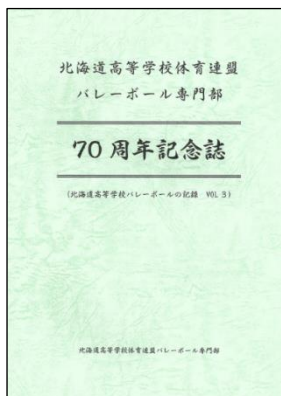 北海道高等学校体育連盟
バレーボール専門部
70周年記念誌
(北海道高等学校バレーボールの記録 VOL 3)
北海道高等学校体育連盟バレーボール専門部